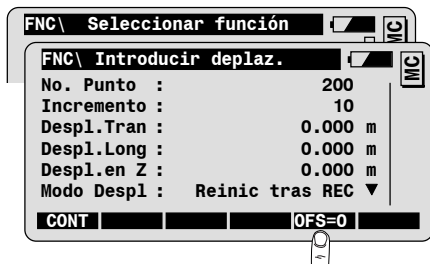 FNC\ Seleccionar función
MC
FNC\ Introducir deplaz.
MC
No. Punto : 200
Incremento : 10
Despl.Tran : 0.000 m
Despl.Long : 0.000 m
Despl.en Z : 0.000 m
Modo Despl : Reinic tras REC ▼
CONT OFS=0